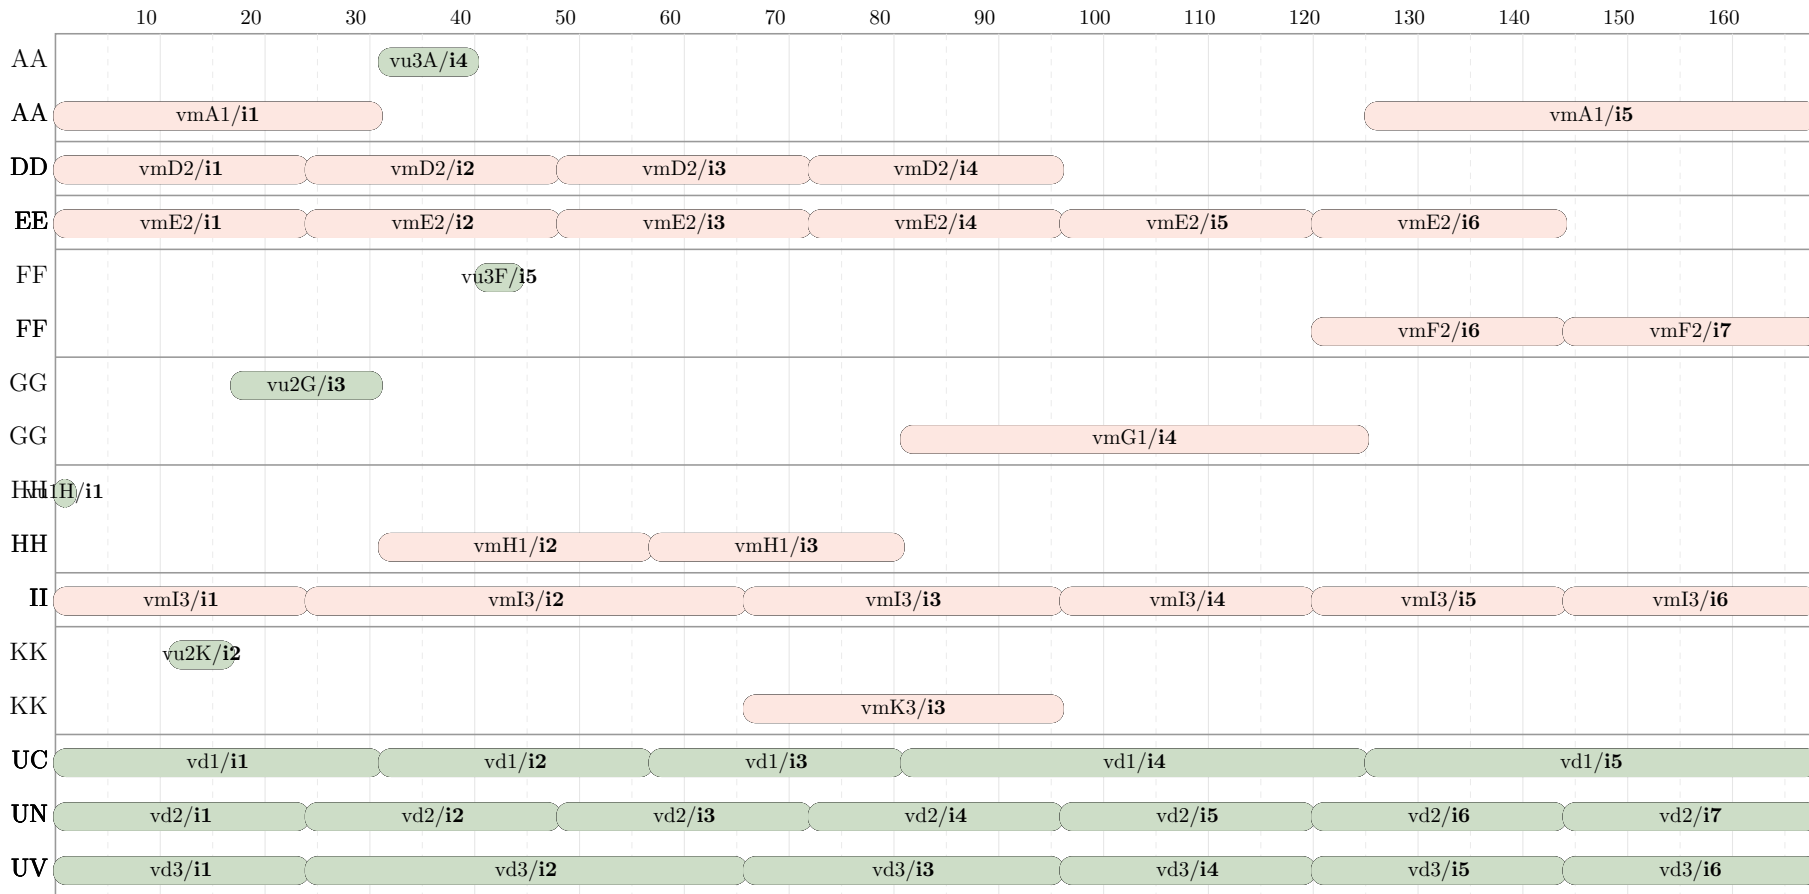 10 20 30 40 50 60 70 80 90 100 110 120 130 140 150 160
AA vu3A/i4
AA vmA1/i1 vmA1/i5
DD vmD2/i1 vmD2/i2 vmD2/i3 vmD2/i4
EE vmE2/i1 vmE2/i2 vmE2/i3 vmE2/i4 vmE2/i5 vmE2/i6
FF vu3F/i5
FF vmF2/i6 vmF2/i7
GG vu2G/i3
GG vmG1/i4
HH vu1H/i1
HH vmH1/i2 vmH1/i3
II vmI3/i1 vmI3/i2 vmI3/i3 vmI3/i4 vmI3/i5 vmI3/i6
KK vu2K/i2
KK vmK3/i3
UC vd1/i1 vd1/i2 vd1/i3 vd1/i4 vd1/i5
UN vd2/i1 vd2/i2 vd2/i3 vd2/i4 vd2/i5 vd2/i6 vd2/i7
UV vd3/i1 vd3/i2 vd3/i3 vd3/i4 vd3/i5 vd3/i6